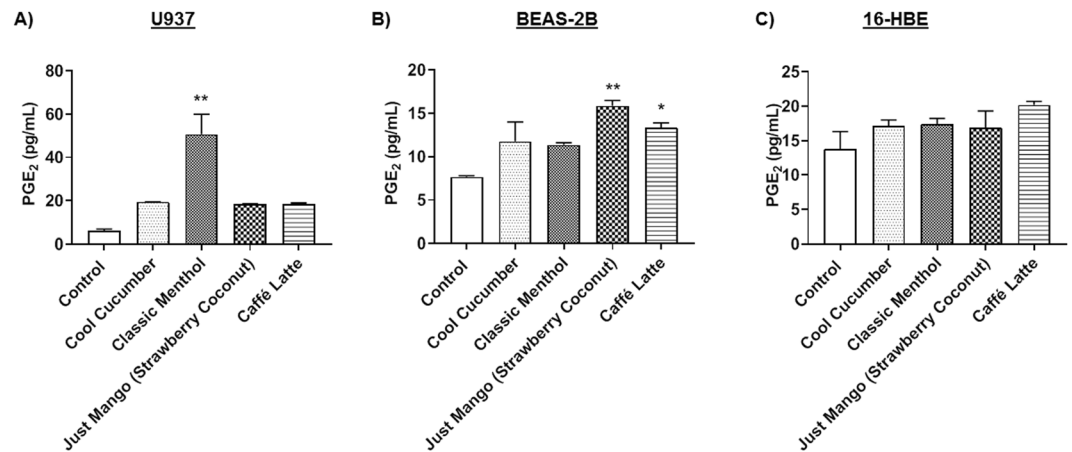 A) U937
PGE2 (pg/mL)
80
60
40
20
0
**
Control
Cool Cucumber
Classic Menthol
Just Mango (Strawberry Coconut)
Caffé Latte
B) BEAS-2B
PGE2 (pg/mL)
20
15
10
5
0
**
*
Control
Cool Cucumber
Classic Menthol
Just Mango (Strawberry Coconut)
Caffé Latte
C) 16-HBE
PGE2 (pg/mL)
25
20
15
10
5
0
Control
Cool Cucumber
Classic Menthol
Just Mango (Strawberry Coconut)
Caffé Latte